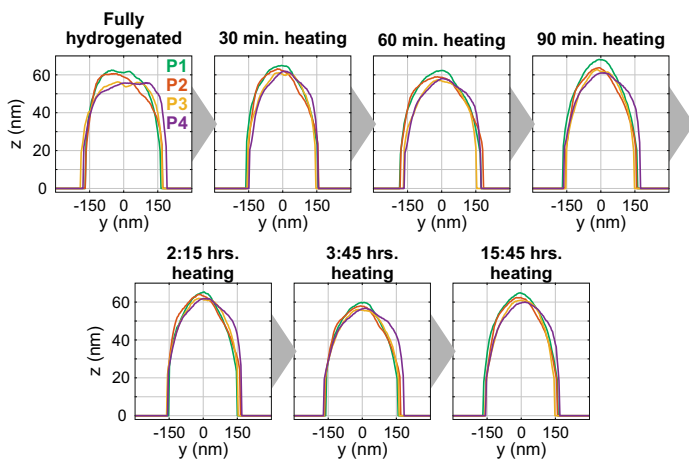 Fully
hydrogenated
30 min. heating
60 min. heating
90 min. heating
P1
P2
P3
P4
z (nm)
60
40
20
0
-150 0 150
y (nm)
-150 0 150
y (nm)
-150 0 150
y (nm)
-150 0 150
y (nm)
2:15 hrs.
heating
3:45 hrs.
heating
15:45 hrs.
heating
z (nm)
60
40
20
0
-150 0 150
y (nm)
-150 0 150
y (nm)
-150 0 150
y (nm)